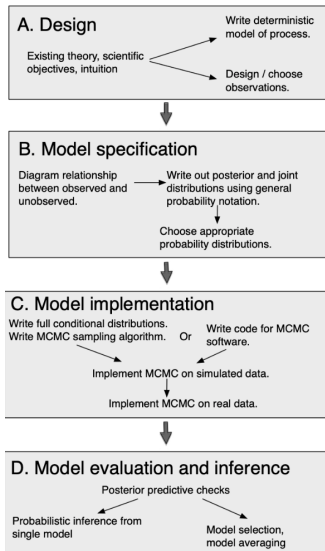 A. Design
Write deterministic
model of process.
Existing theory, scientific
objectives, intuition
Design / choose
observations.
B. Model specification
Diagram relationship
between observed and
unobserved.
Write out posterior and joint
distributions using general
probability notation.
Choose appropriate
probability distributions.
C. Model implementation
Write full conditional distributions.
Write MCMC sampling algorithm.
Or
Write code for MCMC
software.
Implement MCMC on simulated data.
Implement MCMC on real data.
D. Model evaluation and inference
Posterior predictive checks
Probabilistic inference from
single model
Model selection,
model averaging